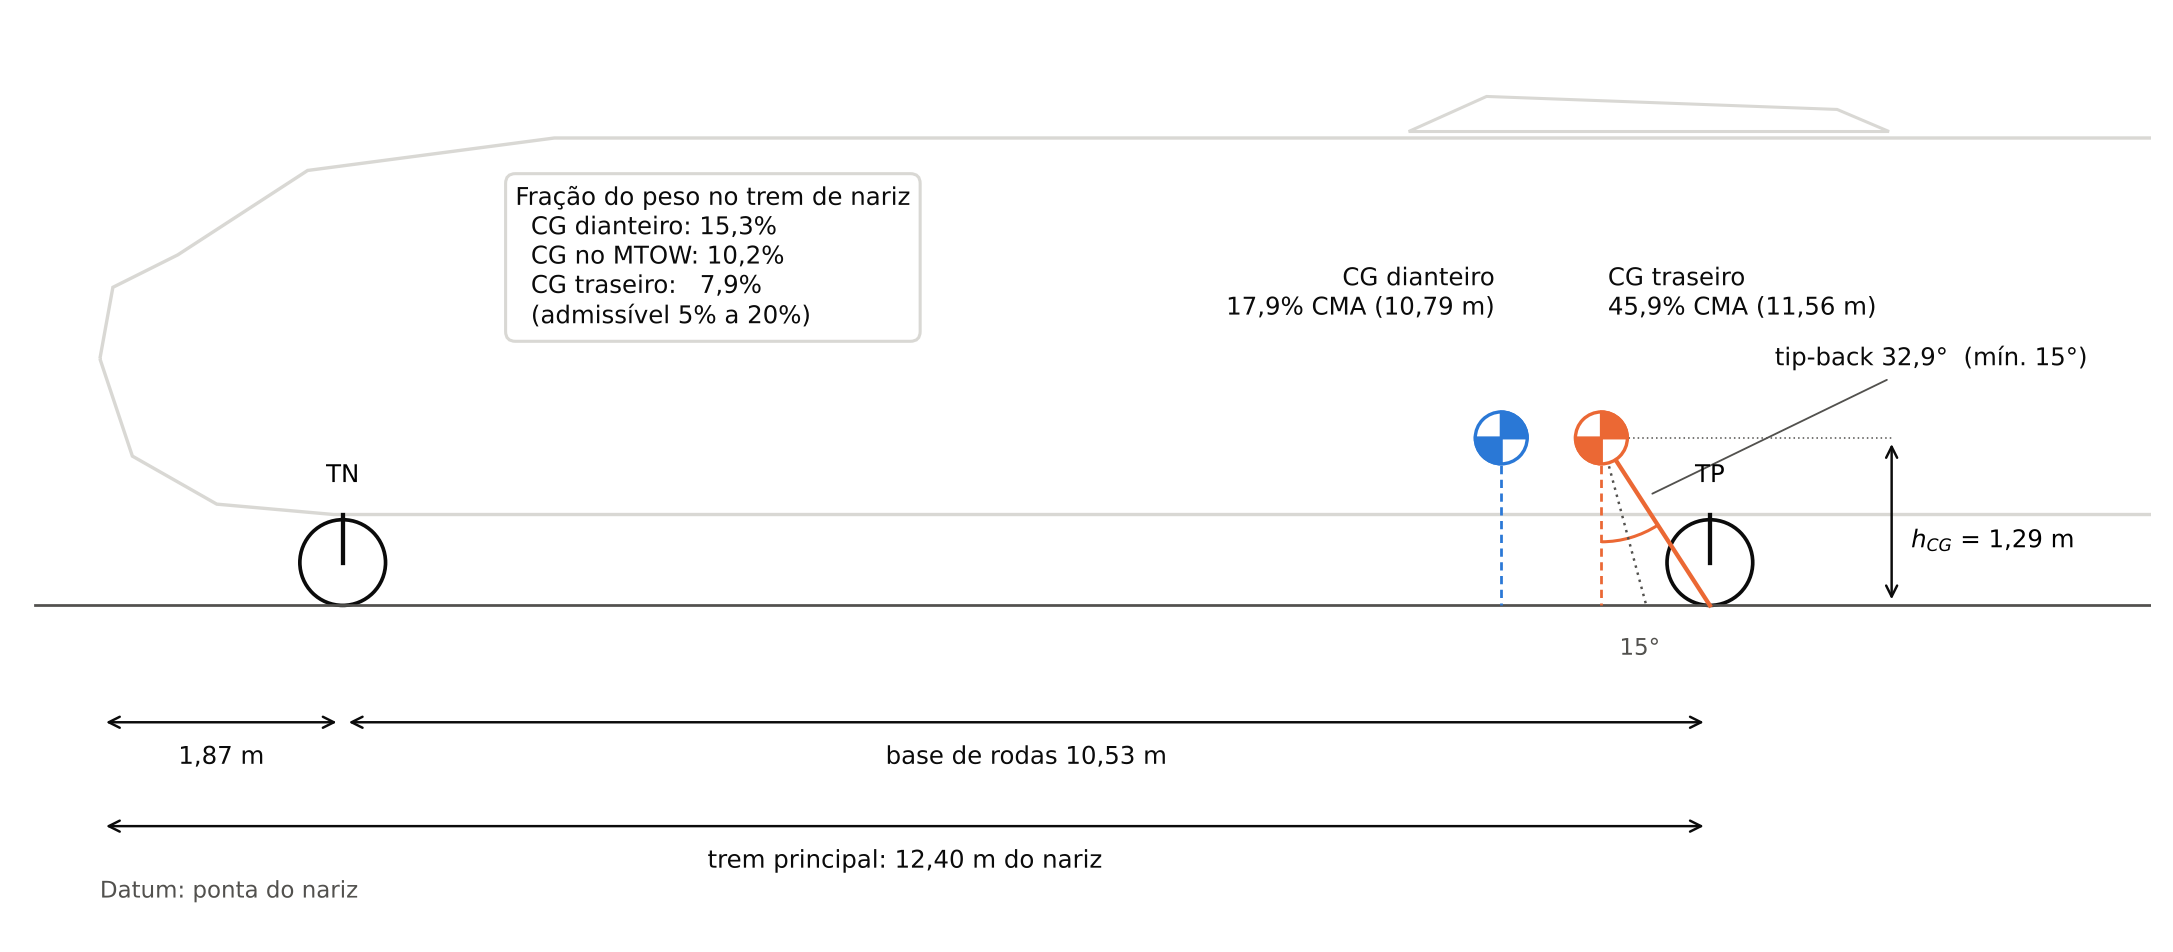 Fração do peso no trem de nariz
CG dianteiro: 15,3%
CG no MTOW: 10,2%
CG traseiro: 7,9%
(admissível 5% a 20%)
CG dianteiro
17,9% CMA (10,79 m)
CG traseiro
45,9% CMA (11,56 m)
tip-back 32,9° (mín. 15°)
TN
TP
h_CG = 1,29 m
15°
1,87 m
base de rodas 10,53 m
trem principal: 12,40 m do nariz
Datum: ponta do nariz